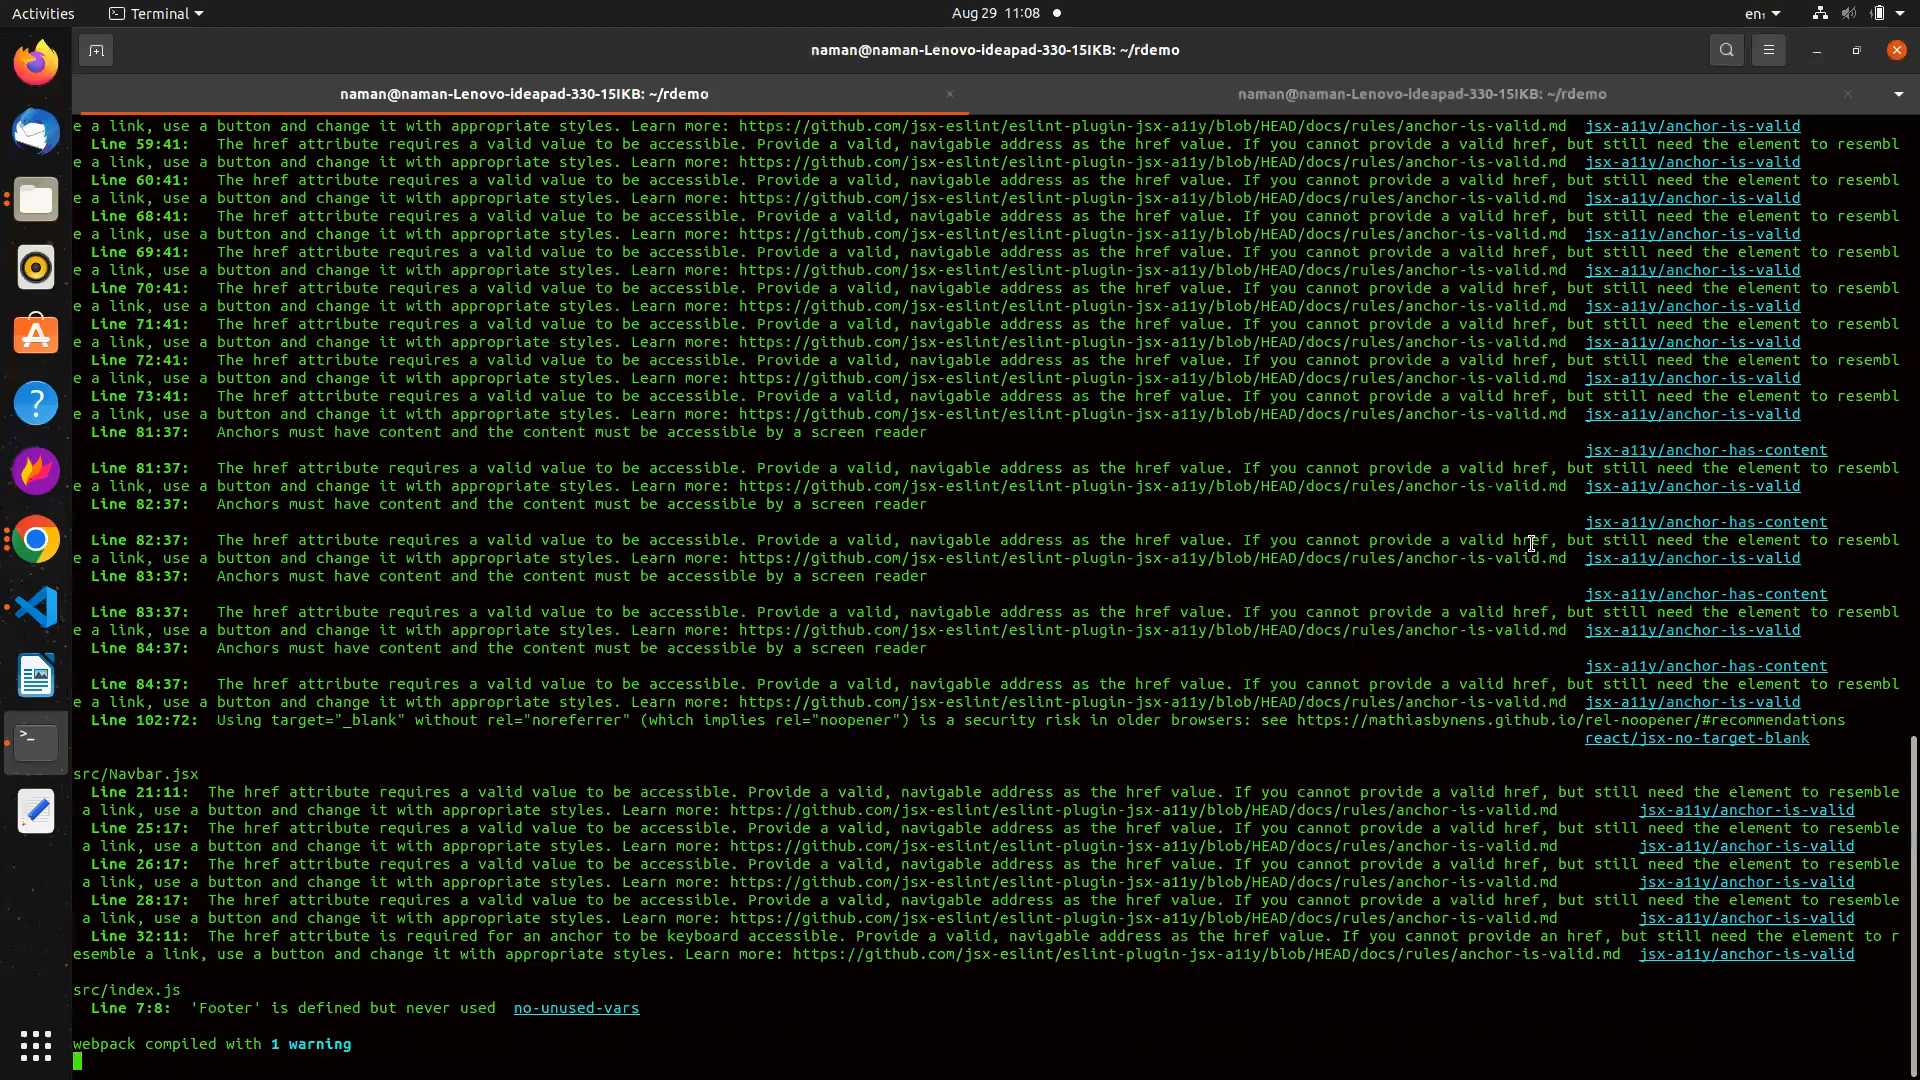 Activities
Terminal
Aug 29 11:08
en₁
naman@naman-Lenovo-ideapad-330-15IKB: ~/rdemo
naman@naman-Lenovo-ideapad-330-15IKB: ~/rdemo
naman@naman-Lenovo-ideapad-330-15IKB: ~/rdemo
e a link, use a button and change it with appropriate styles. Learn more: https://github.com/jsx-eslint/eslint-plugin-jsx-a11y/blob/HEAD/docs/rules/anchor-is-valid.md jsx-a11y/anchor-is-valid
Line 59:41: The href attribute requires a valid value to be accessible. Provide a valid, navigable address as the href value. If you cannot provide a valid href, but still need the element to resembl
e a link, use a button and change it with appropriate styles. Learn more: https://github.com/jsx-eslint/eslint-plugin-jsx-a11y/blob/HEAD/docs/rules/anchor-is-valid.md jsx-a11y/anchor-is-valid
Line 60:41: The href attribute requires a valid value to be accessible. Provide a valid, navigable address as the href value. If you cannot provide a valid href, but still need the element to resembl
e a link, use a button and change it with appropriate styles. Learn more: https://github.com/jsx-eslint/eslint-plugin-jsx-a11y/blob/HEAD/docs/rules/anchor-is-valid.md jsx-a11y/anchor-is-valid
Line 68:41: The href attribute requires a valid value to be accessible. Provide a valid, navigable address as the href value. If you cannot provide a valid href, but still need the element to resembl
e a link, use a button and change it with appropriate styles. Learn more: https://github.com/jsx-eslint/eslint-plugin-jsx-a11y/blob/HEAD/docs/rules/anchor-is-valid.md jsx-a11y/anchor-is-valid
Line 69:41: The href attribute requires a valid value to be accessible. Provide a valid, navigable address as the href value. If you cannot provide a valid href, but still need the element to resembl
e a link, use a button and change it with appropriate styles. Learn more: https://github.com/jsx-eslint/eslint-plugin-jsx-a11y/blob/HEAD/docs/rules/anchor-is-valid.md jsx-a11y/anchor-is-valid
Line 70:41: The href attribute requires a valid value to be accessible. Provide a valid, navigable address as the href value. If you cannot provide a valid href, but still need the element to resembl
e a link, use a button and change it with appropriate styles. Learn more: https://github.com/jsx-eslint/eslint-plugin-jsx-a11y/blob/HEAD/docs/rules/anchor-is-valid.md jsx-a11y/anchor-is-valid
Line 71:41: The href attribute requires a valid value to be accessible. Provide a valid, navigable address as the href value. If you cannot provide a valid href, but still need the element to resembl
e a link, use a button and change it with appropriate styles. Learn more: https://github.com/jsx-eslint/eslint-plugin-jsx-a11y/blob/HEAD/docs/rules/anchor-is-valid.md jsx-a11y/anchor-is-valid
Line 72:41: The href attribute requires a valid value to be accessible. Provide a valid, navigable address as the href value. If you cannot provide a valid href, but still need the element to resembl
e a link, use a button and change it with appropriate styles. Learn more: https://github.com/jsx-eslint/eslint-plugin-jsx-a11y/blob/HEAD/docs/rules/anchor-is-valid.md jsx-a11y/anchor-is-valid
Line 73:41: The href attribute requires a valid value to be accessible. Provide a valid, navigable address as the href value. If you cannot provide a valid href, but still need the element to resembl
e a link, use a button and change it with appropriate styles. Learn more: https://github.com/jsx-eslint/eslint-plugin-jsx-a11y/blob/HEAD/docs/rules/anchor-is-valid.md jsx-a11y/anchor-is-valid
Line 81:37: Anchors must have content and the content must be accessible by a screen reader
jsx-a11y/anchor-has-content
Line 81:37: The href attribute requires a valid value to be accessible. Provide a valid, navigable address as the href value. If you cannot provide a valid href, but still need the element to resembl
e a link, use a button and change it with appropriate styles. Learn more: https://github.com/jsx-eslint/eslint-plugin-jsx-a11y/blob/HEAD/docs/rules/anchor-is-valid.md jsx-a11y/anchor-is-valid
Line 82:37: Anchors must have content and the content must be accessible by a screen reader
jsx-a11y/anchor-has-content
Line 82:37: The href attribute requires a valid value to be accessible. Provide a valid, navigable address as the href value. If you cannot provide a valid href, but still need the element to resembl
e a link, use a button and change it with appropriate styles. Learn more: https://github.com/jsx-eslint/eslint-plugin-jsx-a11y/blob/HEAD/docs/rules/anchor-is-valid.md jsx-a11y/anchor-is-valid
Line 83:37: Anchors must have content and the content must be accessible by a screen reader
jsx-a11y/anchor-has-content
Line 83:37: The href attribute requires a valid value to be accessible. Provide a valid, navigable address as the href value. If you cannot provide a valid href, but still need the element to resembl
e a link, use a button and change it with appropriate styles. Learn more: https://github.com/jsx-eslint/eslint-plugin-jsx-a11y/blob/HEAD/docs/rules/anchor-is-valid.md jsx-a11y/anchor-is-valid
Line 84:37: Anchors must have content and the content must be accessible by a screen reader
jsx-a11y/anchor-has-content
Line 84:37: The href attribute requires a valid value to be accessible. Provide a valid, navigable address as the href value. If you cannot provide a valid href, but still need the element to resembl
e a link, use a button and change it with appropriate styles. Learn more: https://github.com/jsx-eslint/eslint-plugin-jsx-a11y/blob/HEAD/docs/rules/anchor-is-valid.md jsx-a11y/anchor-is-valid
Line 102:72: Using target="_blank" without rel="noreferrer" (which implies rel="noopener") is a security risk in older browsers: see https://mathiasbynens.github.io/rel-noopener/#recommendations
react/jsx-no-target-blank
src/Navbar.jsx
Line 21:11: The href attribute requires a valid value to be accessible. Provide a valid, navigable address as the href value. If you cannot provide a valid href, but still need the element to resemble
a link, use a button and change it with appropriate styles. Learn more: https://github.com/jsx-eslint/eslint-plugin-jsx-a11y/blob/HEAD/docs/rules/anchor-is-valid.md jsx-a11y/anchor-is-valid
Line 25:17: The href attribute requires a valid value to be accessible. Provide a valid, navigable address as the href value. If you cannot provide a valid href, but still need the element to resemble
a link, use a button and change it with appropriate styles. Learn more: https://github.com/jsx-eslint/eslint-plugin-jsx-a11y/blob/HEAD/docs/rules/anchor-is-valid.md jsx-a11y/anchor-is-valid
Line 26:17: The href attribute requires a valid value to be accessible. Provide a valid, navigable address as the href value. If you cannot provide a valid href, but still need the element to resemble
a link, use a button and change it with appropriate styles. Learn more: https://github.com/jsx-eslint/eslint-plugin-jsx-a11y/blob/HEAD/docs/rules/anchor-is-valid.md jsx-a11y/anchor-is-valid
Line 28:17: The href attribute requires a valid value to be accessible. Provide a valid, navigable address as the href value. If you cannot provide a valid href, but still need the element to resemble
a link, use a button and change it with appropriate styles. Learn more: https://github.com/jsx-eslint/eslint-plugin-jsx-a11y/blob/HEAD/docs/rules/anchor-is-valid.md jsx-a11y/anchor-is-valid
Line 32:11: The href attribute is required for an anchor to be keyboard accessible. Provide a valid, navigable address as the href value. If you cannot provide an href, but still need the element to r
esemble a link, use a button and change it with appropriate styles. Learn more: https://github.com/jsx-eslint/eslint-plugin-jsx-a11y/blob/HEAD/docs/rules/anchor-is-valid.md jsx-a11y/anchor-is-valid
src/index.js
Line 7:8: 'Footer' is defined but never used no-unused-vars
webpack compiled with 1 warning